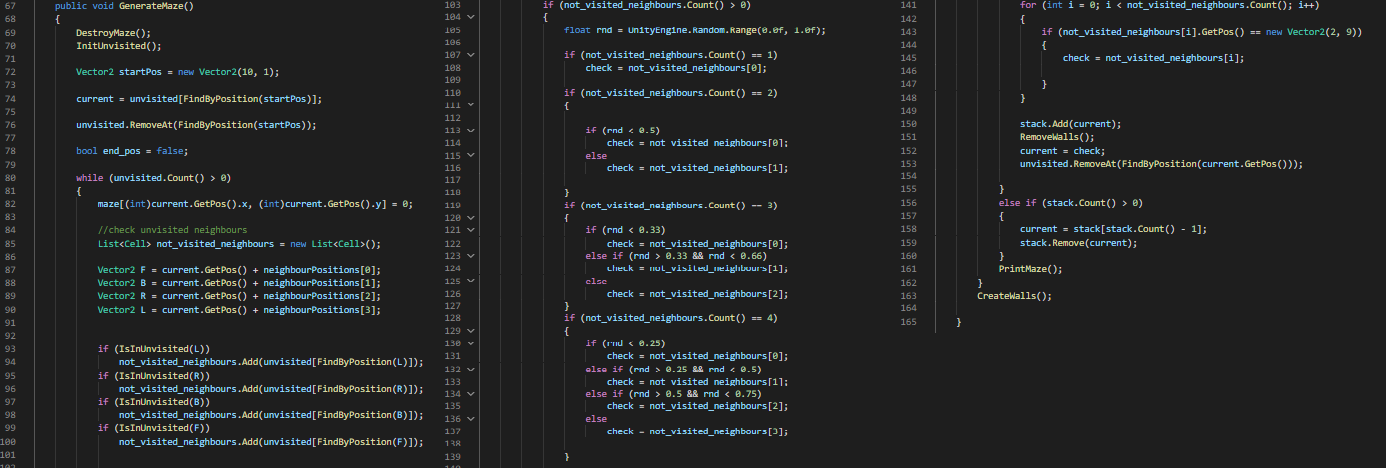 67 public void GenerateMaze()
68 {
69 DestroyMaze();
70 InitUnvisited();
71
72 Vector2 startPos = new Vector2(10, 1);
73
74 current = unvisited[FindByPosition(startPos)];
75
76 unvisited.RemoveAt(FindByPosition(startPos));
77
78 bool end_pos = false;
79
80 while (unvisited.Count() > 0)
81 {
82 maze[(int)current.GetPos().x, (int)current.GetPos().y] = 0;
83
84 //check unvisited neighbours
85 List<Cell> not_visited_neighbours = new List<Cell>();
86
87 Vector2 F = current.GetPos() + neighbourPositions[0];
88 Vector2 B = current.GetPos() + neighbourPositions[1];
89 Vector2 R = current.GetPos() + neighbourPositions[2];
90 Vector2 L = current.GetPos() + neighbourPositions[3];
91
92
93 if (IsInUnvisited(L))
94 not_visited_neighbours.Add(unvisited[FindByPosition(L)]);
95 if (IsInUnvisited(R))
96 not_visited_neighbours.Add(unvisited[FindByPosition(R)]);
97 if (IsInUnvisited(B))
98 not_visited_neighbours.Add(unvisited[FindByPosition(B)]);
99 if (IsInUnvisited(F))
100 not_visited_neighbours.Add(unvisited[FindByPosition(F)]);
101
102
103 if (not_visited_neighbours.Count() > 0)
104 {
105 float rnd = UnityEngine.Random.Range(0.0f, 1.0f);
106
107 if (not_visited_neighbours.Count() == 1)
108 check = not_visited_neighbours[0];
109
110 if (not_visited_neighbours.Count() == 2)
111 {
112
113 if (rnd < 0.5)
114 check = not_visited_neighbours[0];
115 else
116 check = not_visited_neighbours[1];
117
118 }
119 if (not_visited_neighbours.Count() == 3)
120 {
121 if (rnd < 0.33)
122 check = not_visited_neighbours[0];
123 else if (rnd > 0.33 && rnd < 0.66)
124 check = not_visited_neighbours[1];
125 else
126 check = not_visited_neighbours[2];
127 }
128 if (not_visited_neighbours.Count() == 4)
129 {
130 if (rnd < 0.25)
131 check = not_visited_neighbours[0];
132 else if (rnd > 0.25 && rnd < 0.5)
133 check = not_visited_neighbours[1];
134 else if (rnd > 0.5 && rnd < 0.75)
135 check = not_visited_neighbours[2];
136 else
137 check = not_visited_neighbours[3];
138
139 }
141 for (int i = 0; i < not_visited_neighbours.Count(); i++)
142 {
143 if (not_visited_neighbours[i].GetPos() == new Vector2(2, 9))
144 {
145 check = not_visited_neighbours[i];
146
147 }
148 }
149
150 stack.Add(current);
151 RemoveWalls();
152 current = check;
153 unvisited.RemoveAt(FindByPosition(current.GetPos()));
154
155 }
156 else if (stack.Count() > 0)
157 {
158 current = stack[stack.Count() - 1];
159 stack.Remove(current);
160 }
161 PrintMaze();
162 }
163 CreateWalls();
164
165 }